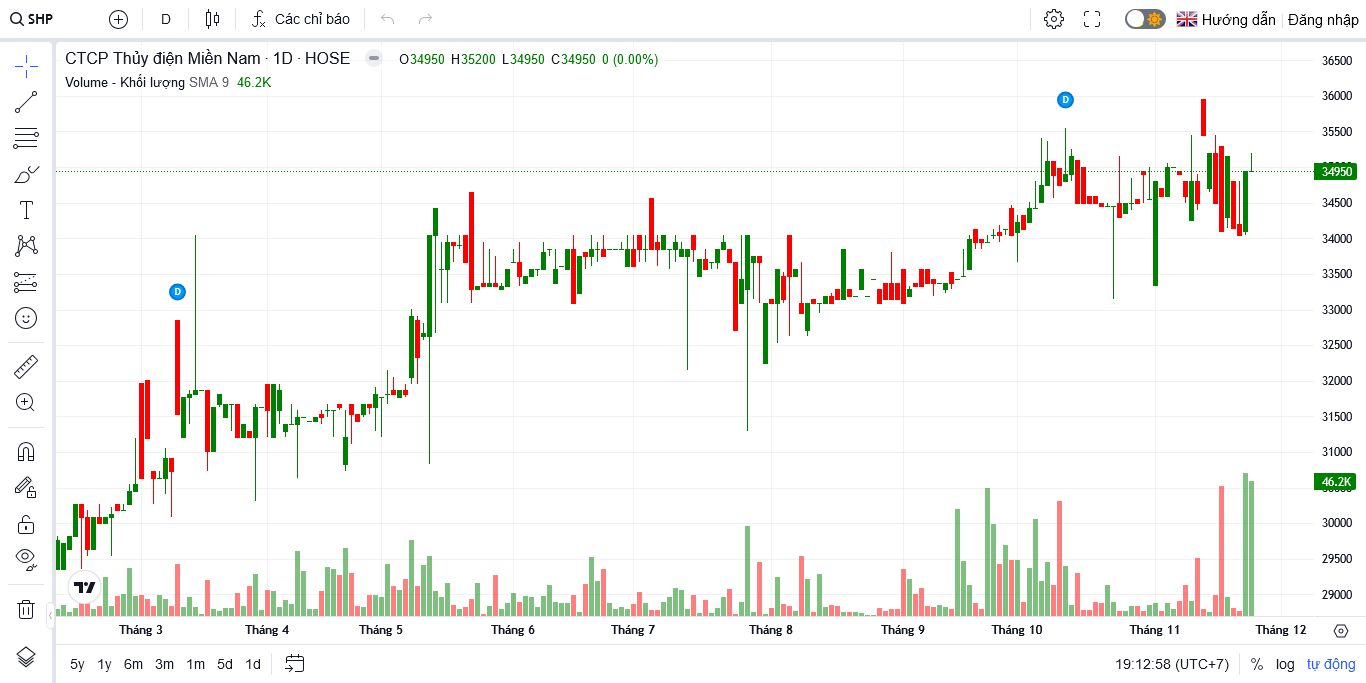 SHP D Các chỉ báo Hướng dẫn Đăng nhập
CTCP Thủy điện Miền Nam · 1D · HOSE O34950 H35200 L34950 C34950 0 (0.00%)
Volume - Khối lượng SMA 9 46.2K
36500
36000
35500
34950
34500
34000
33500
33000
32500
32000
31500
31000
46.2K
30000
29500
29000
D
D
Tháng 3 Tháng 4 Tháng 5 Tháng 6 Tháng 7 Tháng 8 Tháng 9 Tháng 10 Tháng 11 Tháng 12
5y 1y 6m 3m 1m 5d 1d 19:12:58 (UTC+7) % log tự động